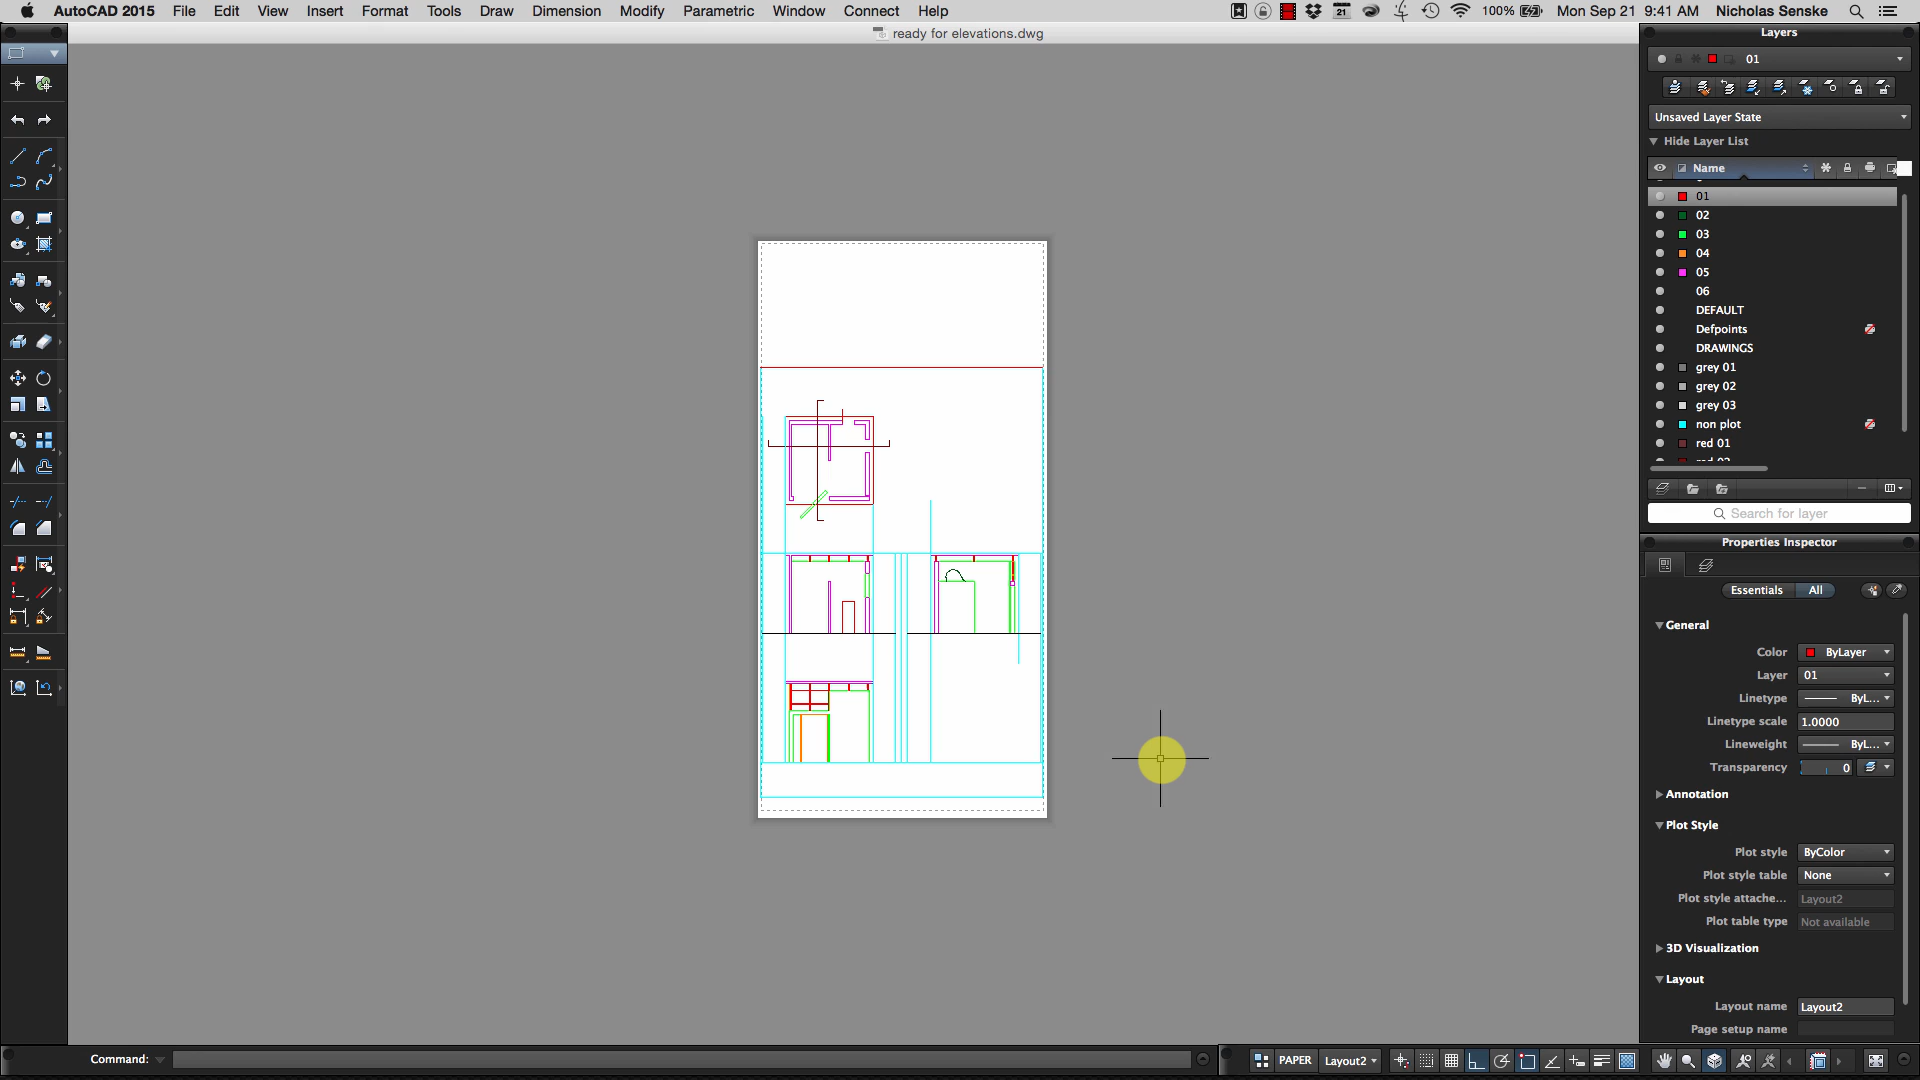 AutoCAD 2015 File Edit View Insert Format Tools Draw Dimension Modify Parametric Window Connect Help 21 100% Mon Sep 21 9:41 AM Nicholas Senske
ready for elevations.dwg
Layers
01
Unsaved Layer State
Hide Layer List
Name
01
02
03
04
05
06
DEFAULT
Defpoints
DRAWINGS
grey 01
grey 02
grey 03
non plot
red 01
Search for layer
Properties Inspector
Essentials All
General
Color ByLayer
Layer 01
Linetype ByL...
Linetype scale 1.0000
Lineweight ByL...
Transparency 0
Annotation
Plot Style
Plot style ByColor
Plot style table None
Plot style attache... Layout2
Plot table type Not available
3D Visualization
Layout
Layout name Layout2
Page setup name
Command: PAPER Layout2